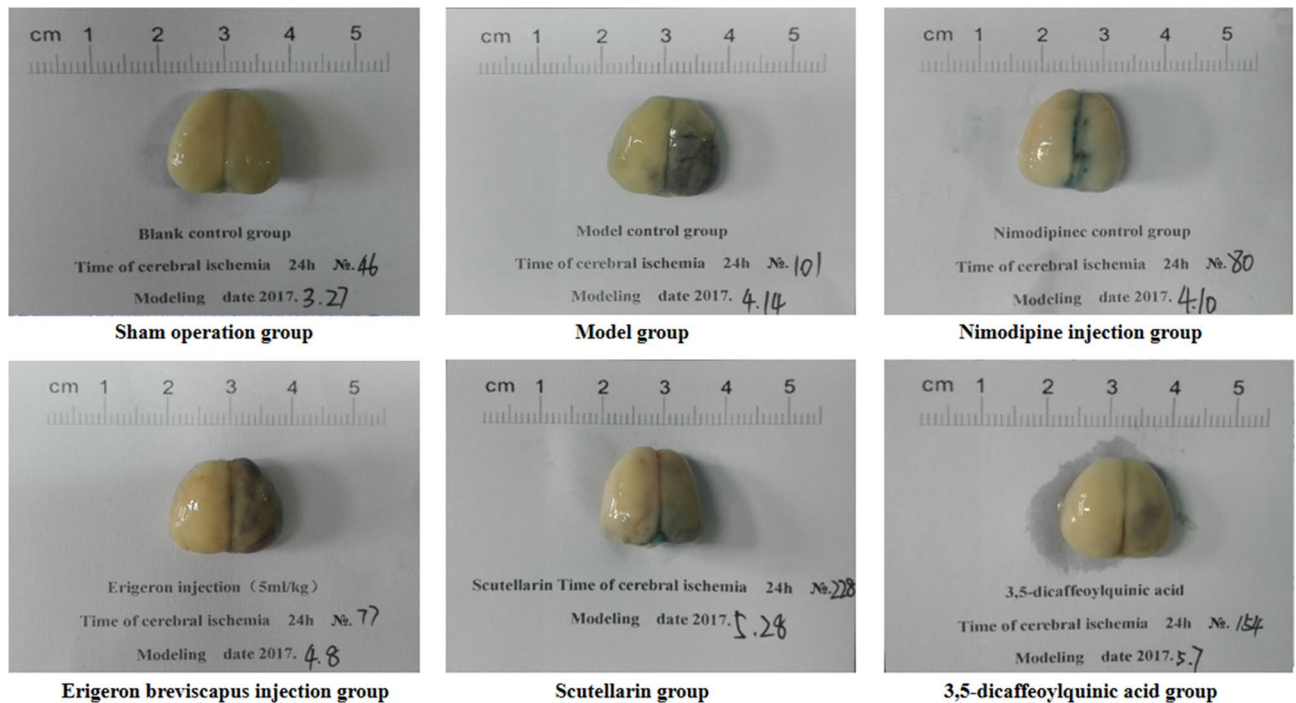 cm 1 2 3 4 5
Blank control group
Time of cerebral ischemia 24h №. 46
Modeling date 2017. 3.27
Sham operation group
cm 1 2 3 4 5
Model control group
Time of cerebral ischemia 24h №. 101
Modeling date 2017. 4.14
Model group
cm 1 2 3 4 5
Nimodipinec control group
Time of cerebral ischemia 24h №. 80
Modeling date 2017. 4.10
Nimodipine injection group
cm 1 2 3 4 5
Erigeron injection（5ml/kg）
Time of cerebral ischemia 24h №. 77
Modeling date 2017. 4.8
Erigeron breviscapus injection group
cm 1 2 3 4 5
Scutellarin Time of cerebral ischemia 24h №. 228
Modeling date 2017. 5.28
Scutellarin group
cm 1 2 3 4 5
3,5-dicaffeoylquinic acid
Time of cerebral ischemia 24h №. 154
Modeling date 2017. 5.7
3,5-dicaffeoylquinic acid group